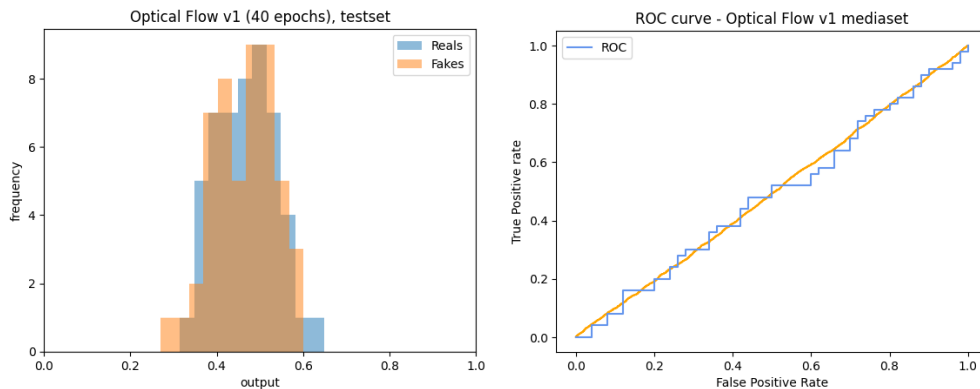 Optical Flow v1 (40 epochs), testset
Reals
Fakes
8
6
4
2
0
frequency
0.0 0.2 0.4 0.6 0.8 1.0
output
ROC curve - Optical Flow v1 mediaset
ROC
1.0
0.8
0.6
0.4
0.2
0.0
True Positive rate
0.0 0.2 0.4 0.6 0.8 1.0
False Positive Rate